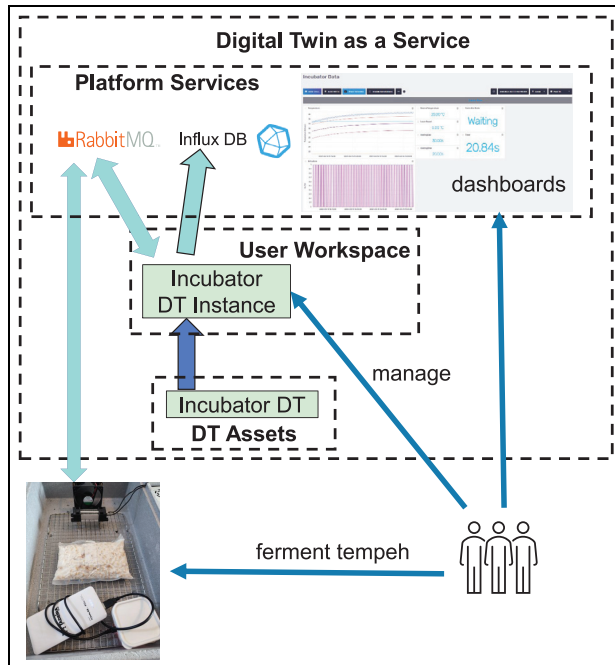 Digital Twin as a Service
Platform Services
Incubator Data
RabbitMQ
Influx DB
Waiting
20.84s
dashboards
User Workspace
Incubator
DT Instance
manage
Incubator DT
DT Assets
ferment tempeh